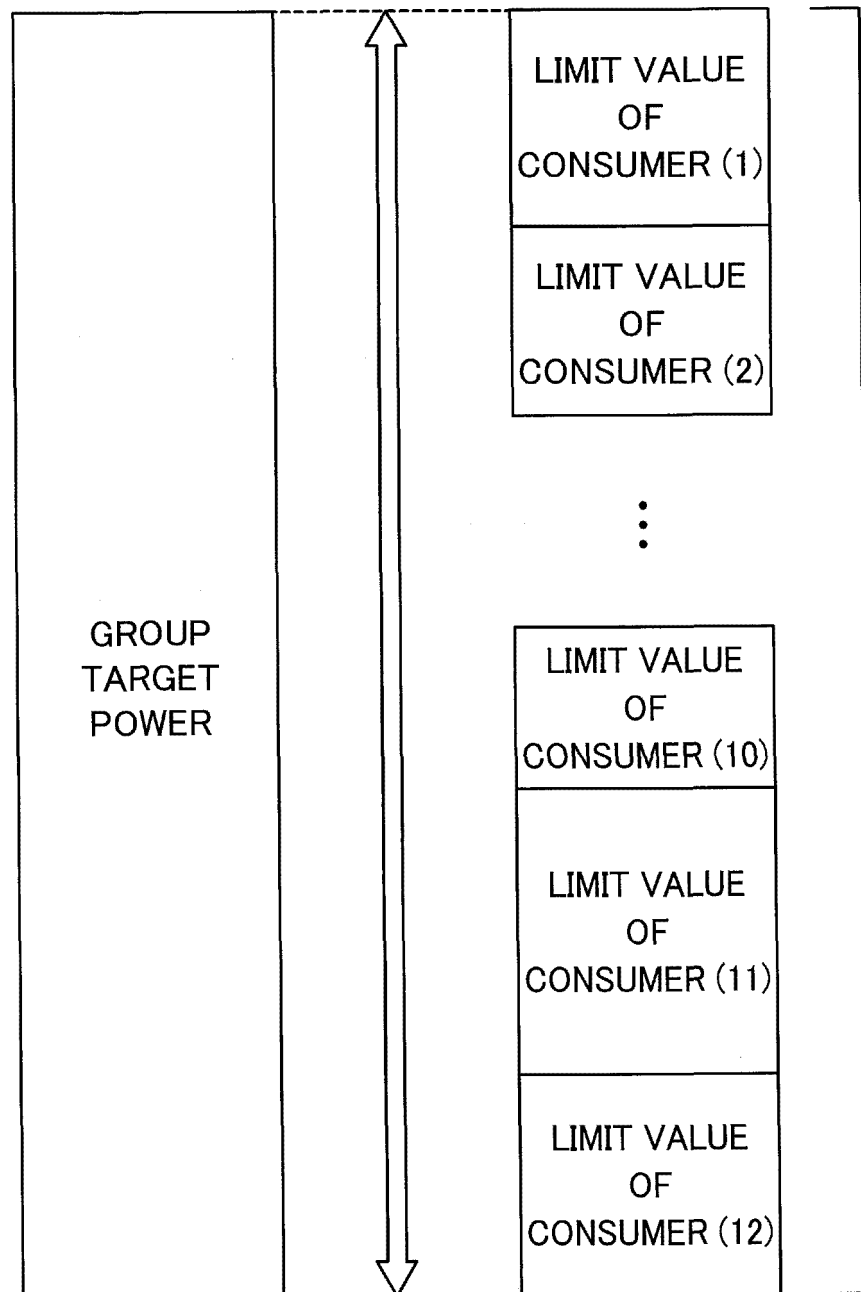 LIMIT VALUE
OF
CONSUMER (1)
LIMIT VALUE
OF
CONSUMER (2)
GROUP
TARGET
POWER
LIMIT VALUE
OF
CONSUMER (10)
LIMIT VALUE
OF
CONSUMER (11)
LIMIT VALUE
OF
CONSUMER (12)